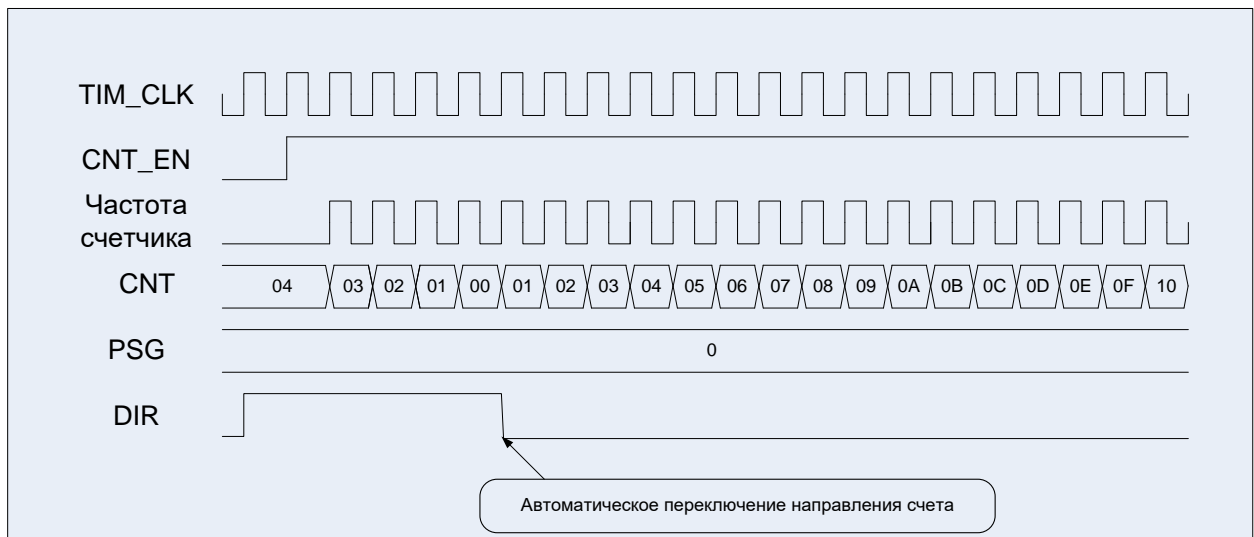 TIM_CLK
CNT_EN
Частота
счетчика
CNT 04 03 02 01 00 01 02 03 04 05 06 07 08 09 0A 0B 0C 0D 0E 0F 10
PSG 0
DIR
Автоматическое переключение направления счета